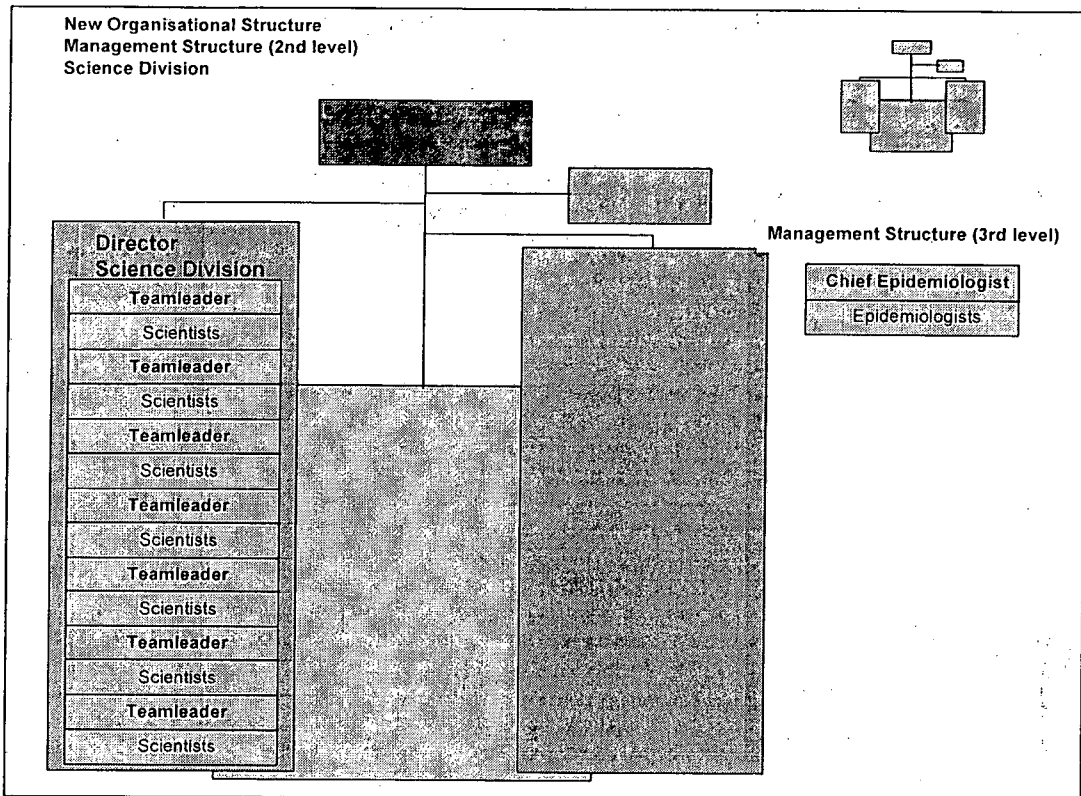 New Organisational Structure
Management Structure (2nd level)
Science Division
Director
Science Division
Teamleader
Scientists
Teamleader
Scientists
Teamleader
Scientists
Teamleader
Scientists
Teamleader
Scientists
Teamleader
Scientists
Teamleader
Scientists
Management Structure (3rd level)
Chief Epidemiologist
Epidemiologists